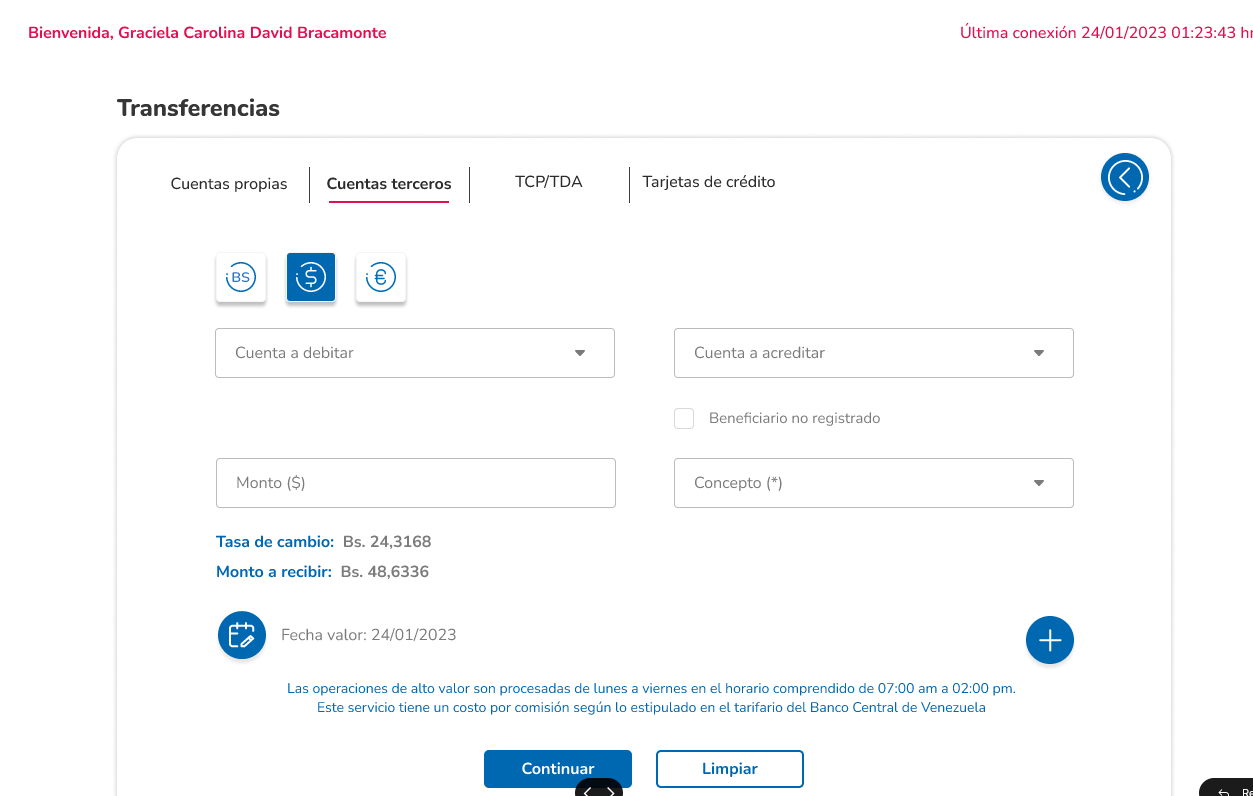 Bienvenida, Graciela Carolina David Bracamonte
Última conexión 24/01/2023 01:23:43
Transferencias
Cuentas propias
Cuentas terceros
TCP/TDA
Tarjetas de crédito
BS
$
€
Cuenta a debitar
Cuenta a acreditar
Beneficiario no registrado
Monto ($)
Concepto (*)
Tasa de cambio: Bs. 24,3168
Monto a recibir: Bs. 48,6336
Fecha valor: 24/01/2023
Las operaciones de alto valor son procesadas de lunes a viernes en el horario comprendido de 07:00 am a 02:00 pm.
Este servicio tiene un costo por comisión según lo estipulado en el tarifario del Banco Central de Venezuela
Continuar
Limpiar